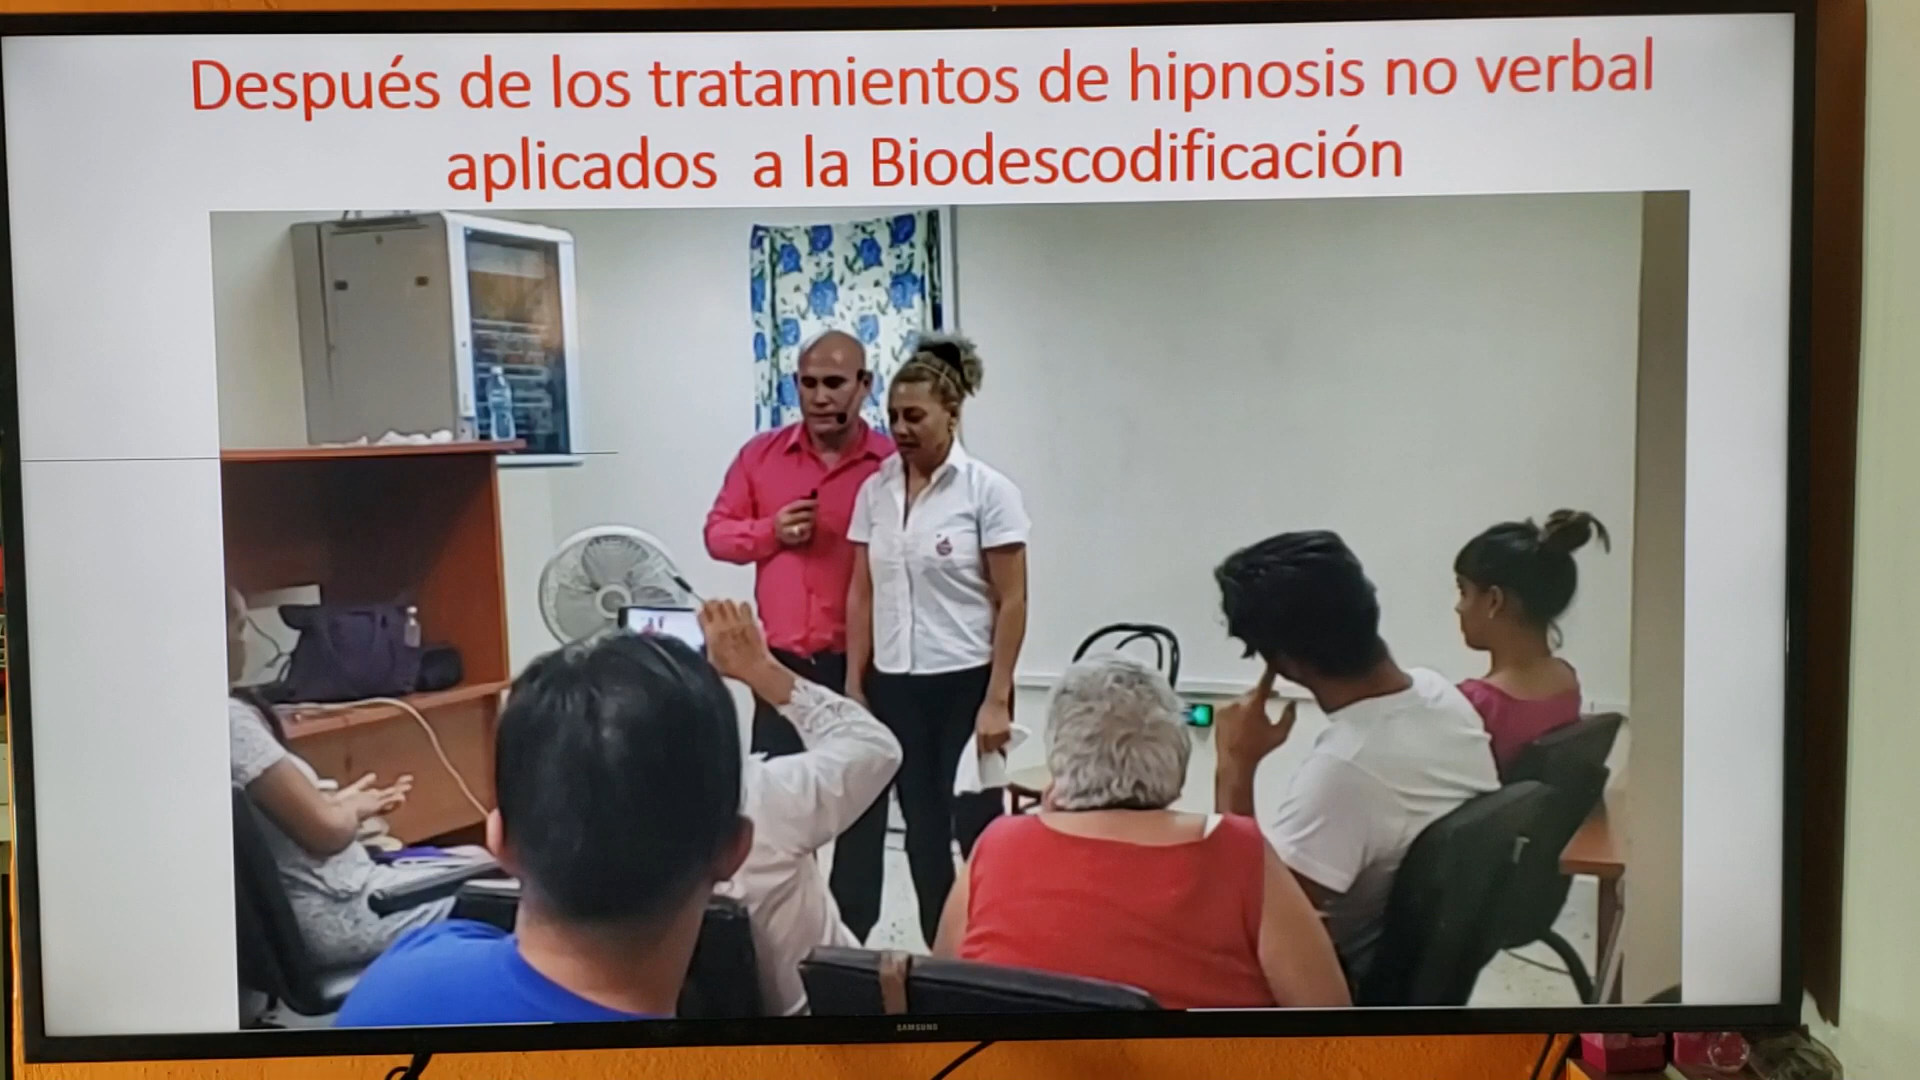 Después de los tratamientos de hipnosis no verbal
aplicados a la Biodescodificación
SAMSUNG